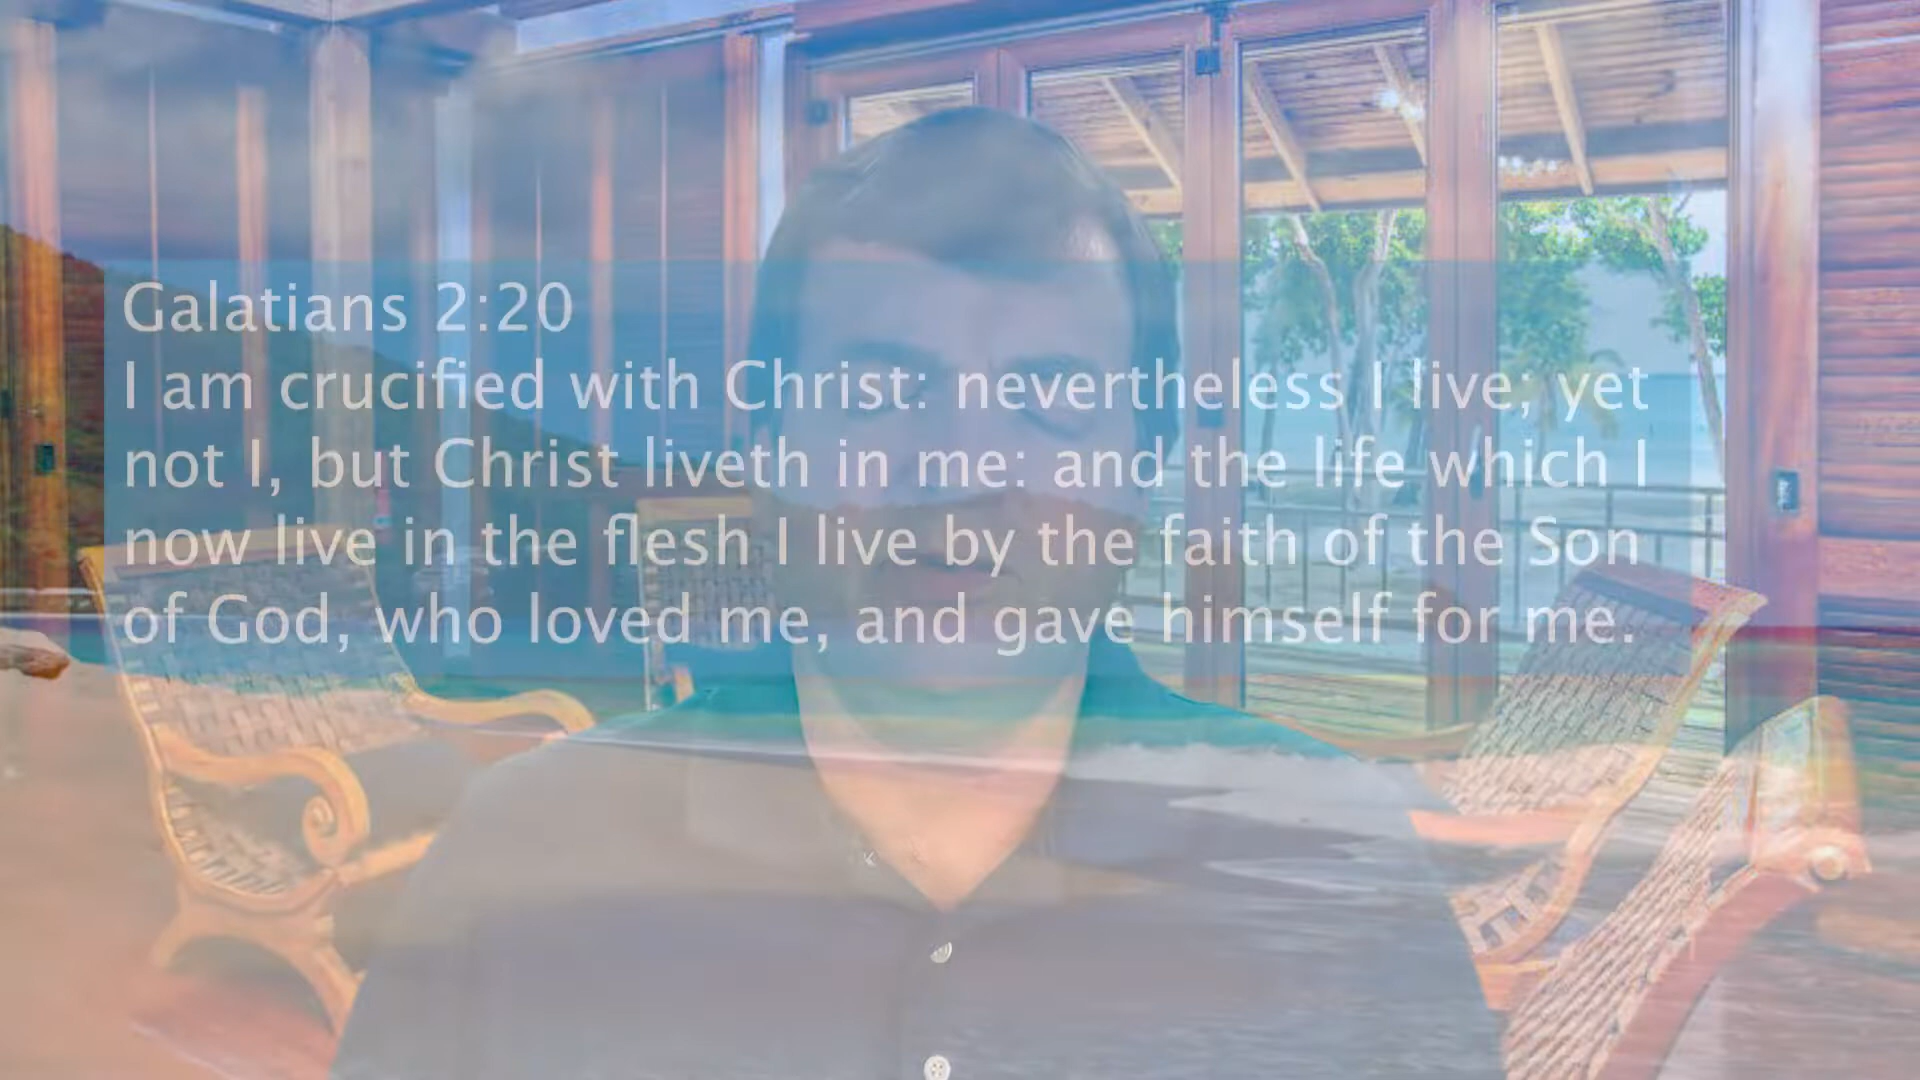 Galatians 2:20
I am crucified with Christ: nevertheless I live; yet
not I, but Christ liveth in me: and the life which I
now live in the flesh I live by the faith of the Son
of God, who loved me, and gave himself for me.